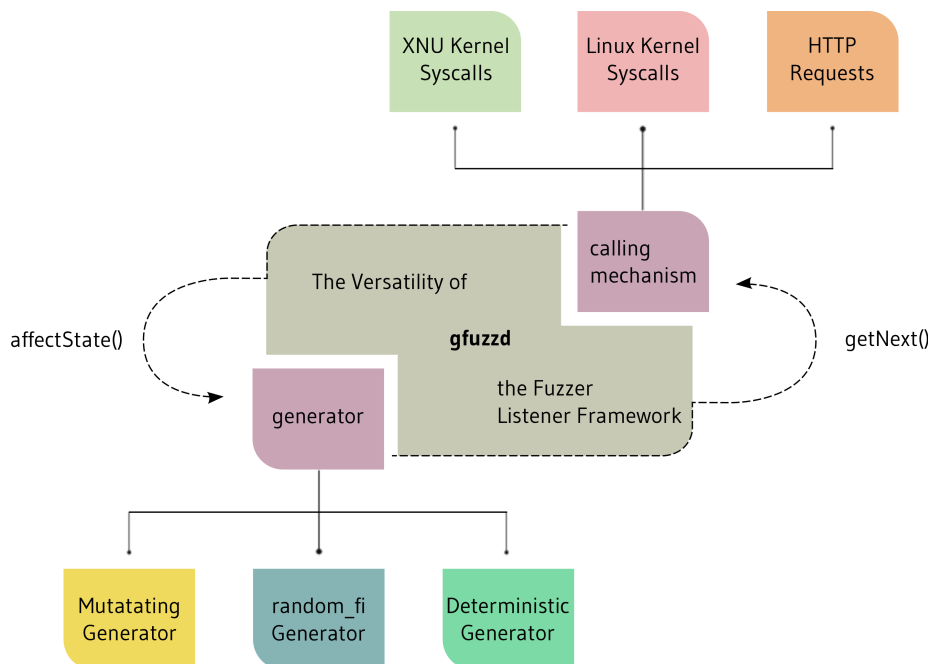 XNU Kernel
Syscalls
Linux Kernel
Syscalls
HTTP
Requests
calling
mechanism
The Versatility of
gfuzzd
the Fuzzer
Listener Framework
affectState()
getNext()
generator
Mutatating
Generator
random_fi
Generator
Deterministic
Generator